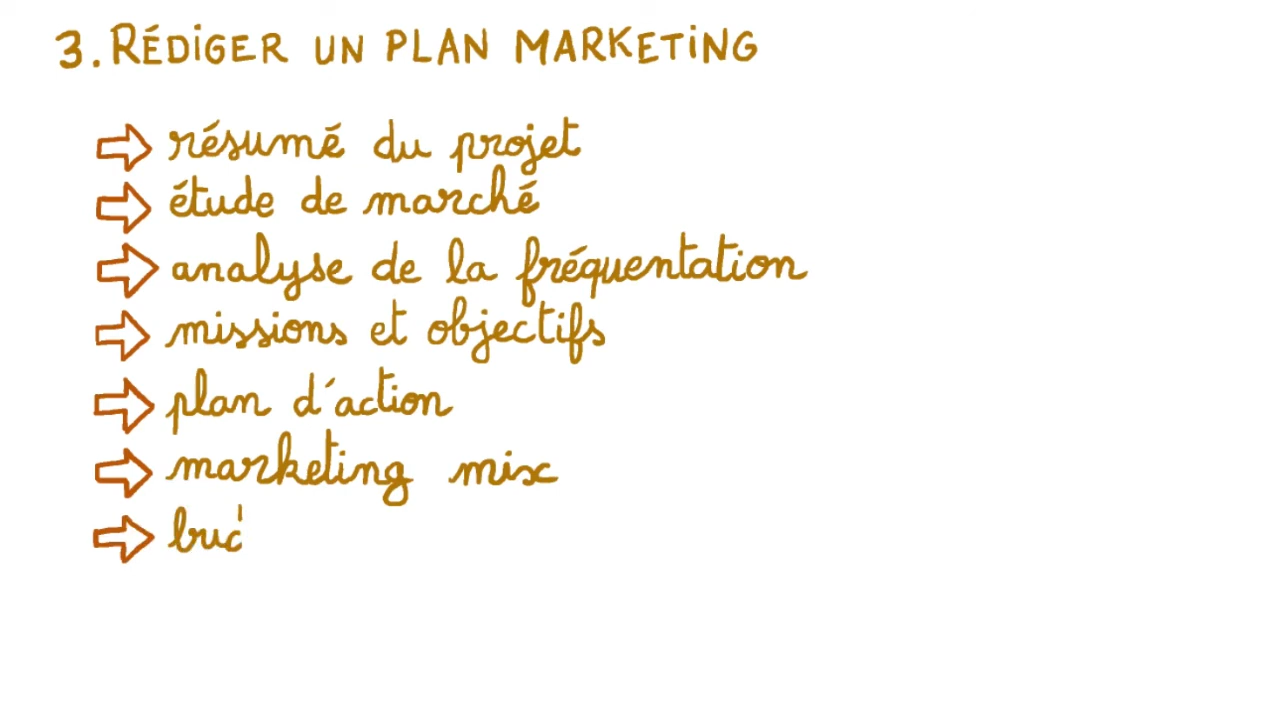 3. RÉDIGER UN PLAN MARKETING
résumé du projet
étude de marché
analyse de la fréquentation
missions et objectifs
plan d'action
marketing mix